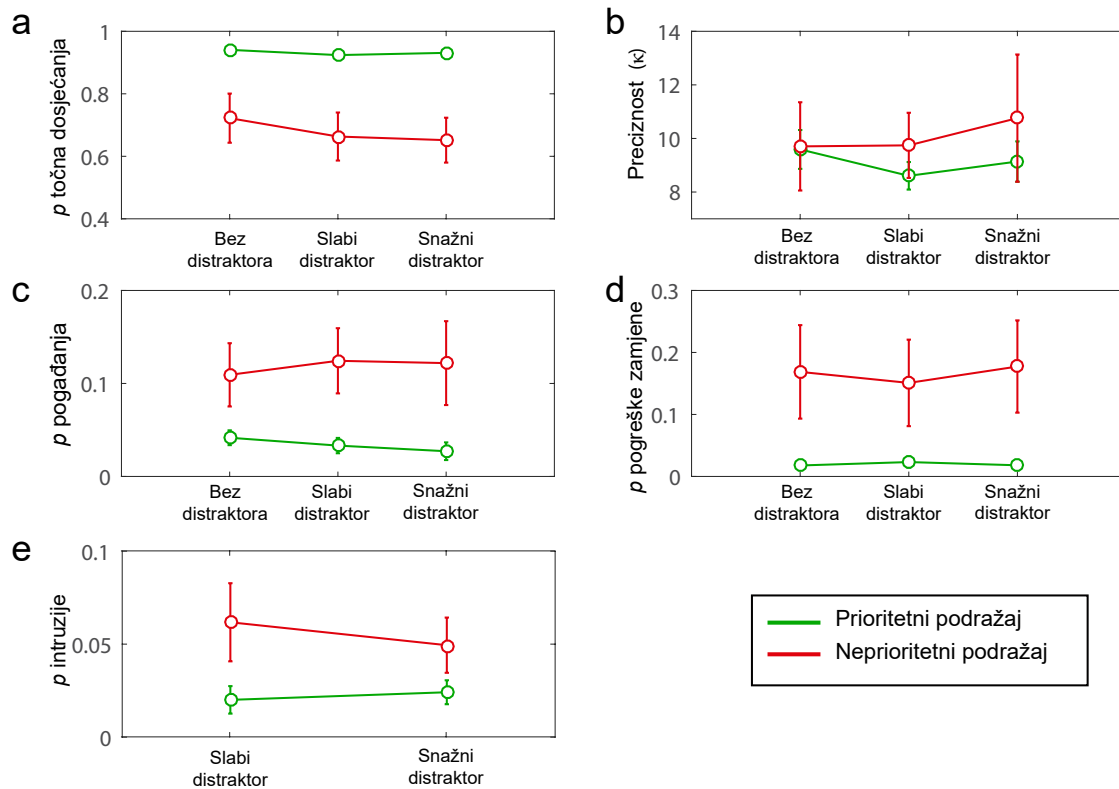 a
p točna dosjećanja
1
0.8
0.6
0.4
Bez
distraktora
Slabi
distraktor
Snažni
distraktor
b
Preciznost (κ)
14
12
10
8
Bez
distraktora
Slabi
distraktor
Snažni
distraktor
c
p pogađanja
0.2
0.1
0
Bez
distraktora
Slabi
distraktor
Snažni
distraktor
d
p pogreške zamjene
0.3
0.2
0.1
0
Bez
distraktora
Slabi
distraktor
Snažni
distraktor
e
p intruzije
0.1
0.05
0
Slabi
distraktor
Snažni
distraktor
Prioritetni podražaj
Neprioritetni podražaj